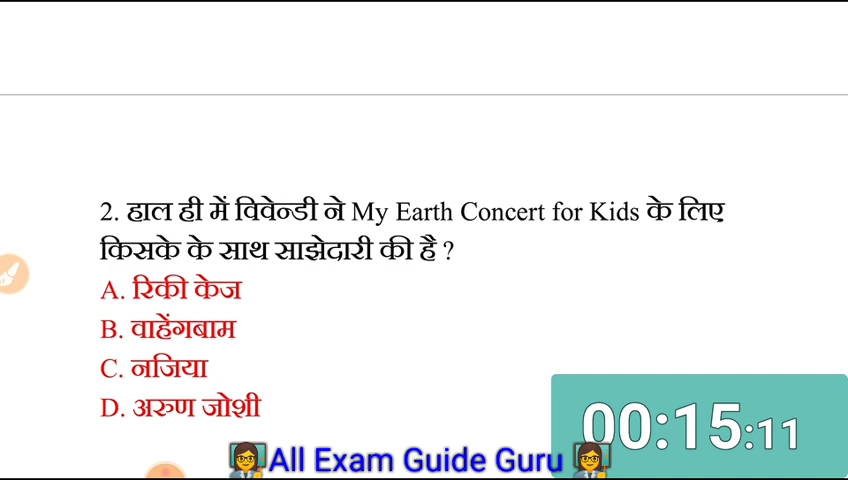 2. हाल ही में विवेन्डी ने My Earth Concert for Kids के लिए
किसके के साथ साझेदारी की है ?
A. रिकी केज
B. वाहेंगबाम
C. नजिया
D. अरुण जोशी
00:15:11
All Exam Guide Guru